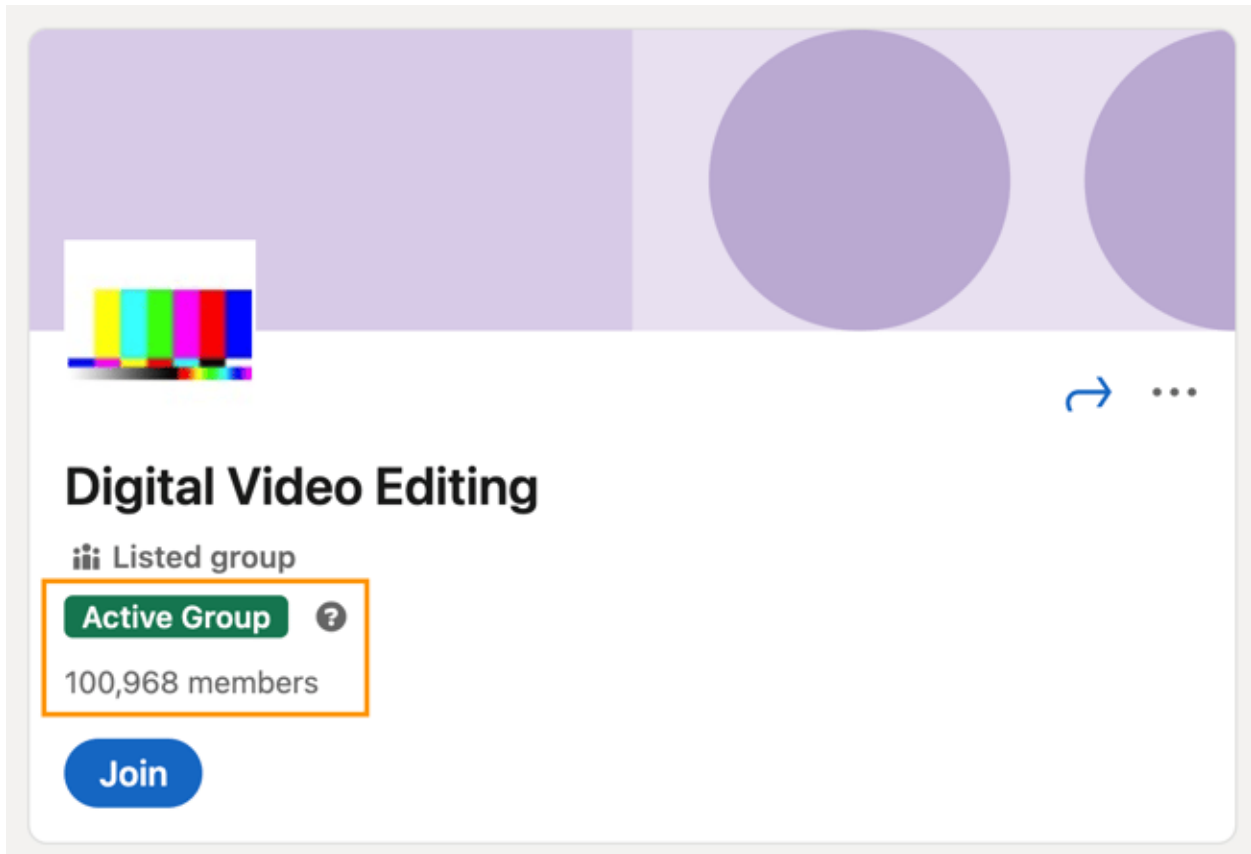 Digital Video Editing
Listed group
Active Group ?
100,968 members
Join